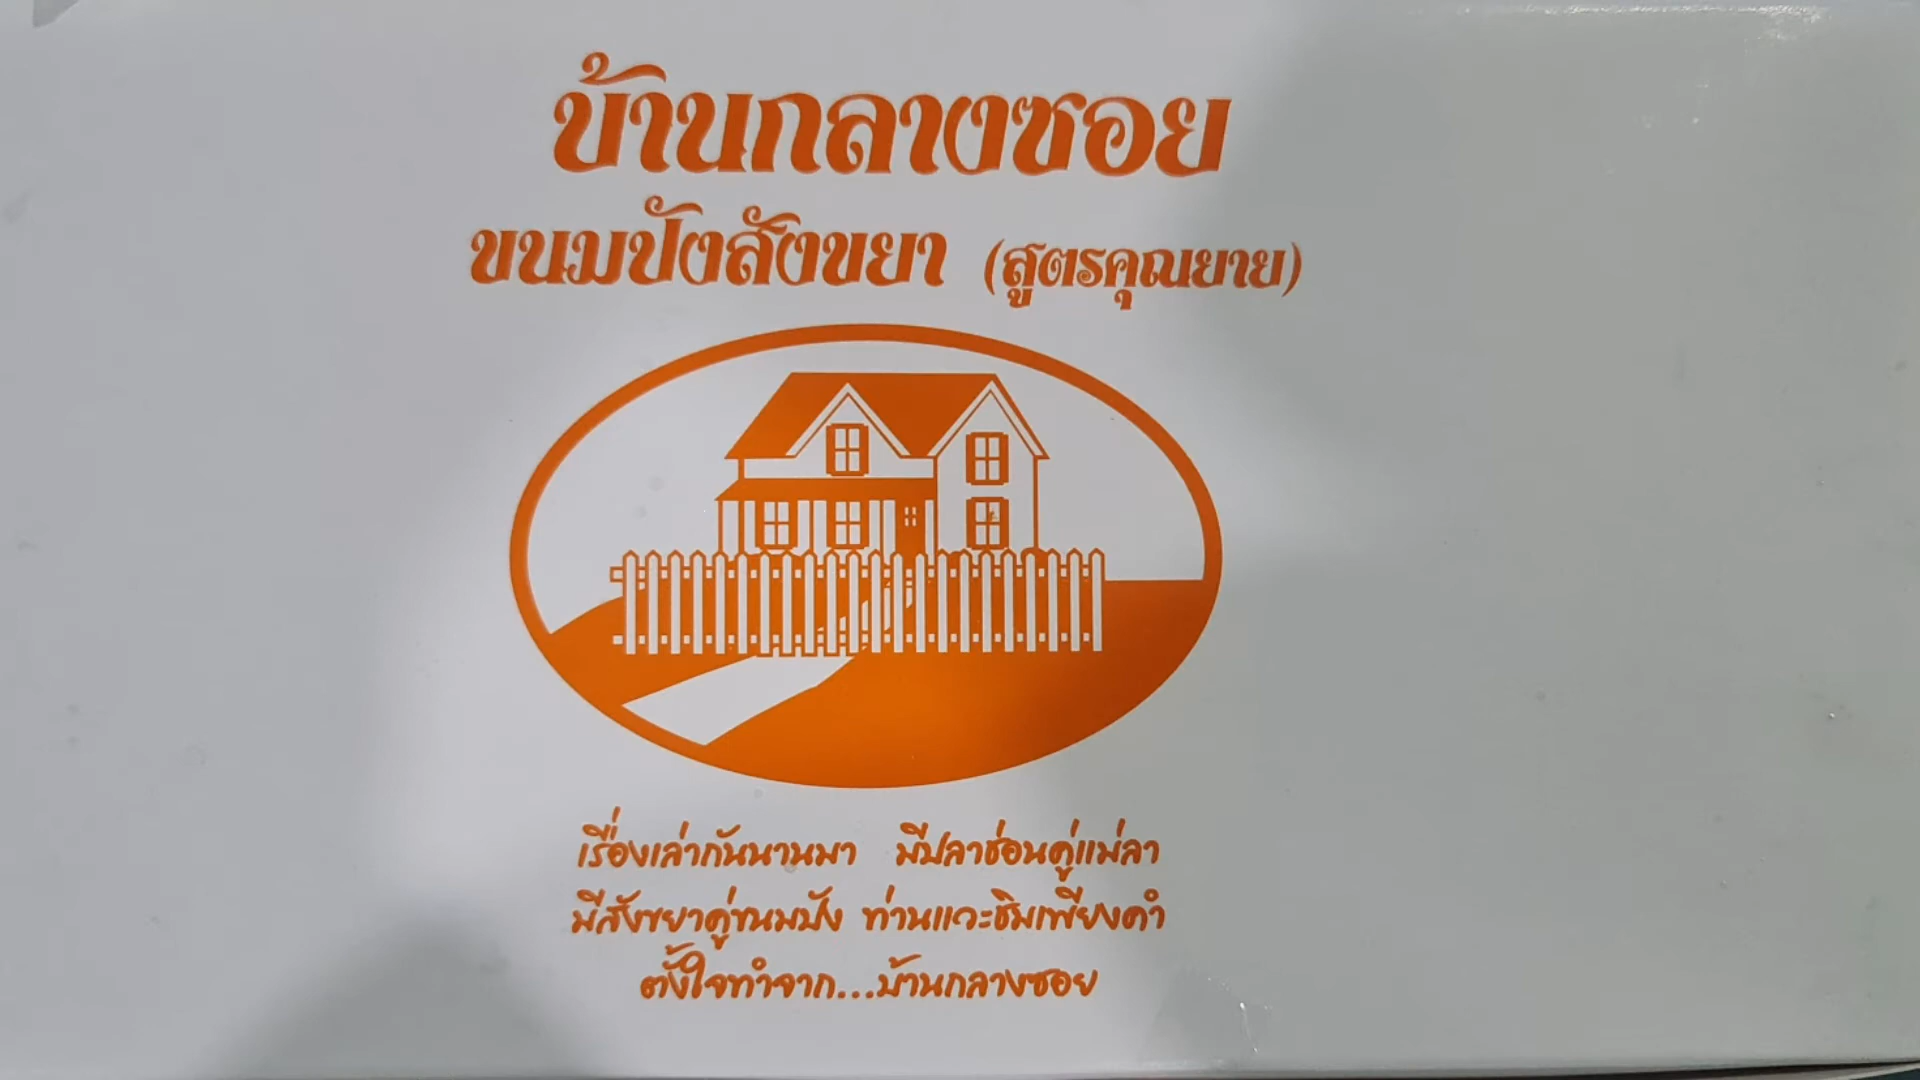 บ้านกลางซอย
ขนมปังสังขยา (สูตรคุณยาย)
เรื่องเล่ากันนานมา มีปลาช่อนคู่แม่ลา
มีสังขยาคู่ขนมปัง ท่านแวะชิมเพียงคำ
ตั้งใจทำจาก...บ้านกลางซอย